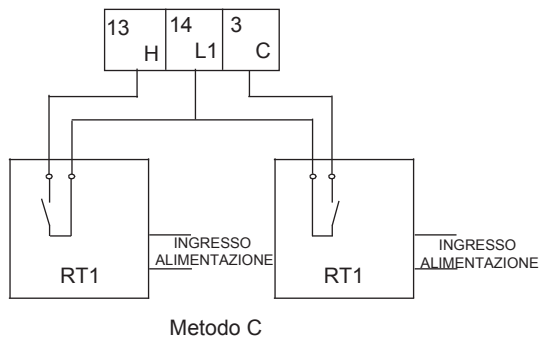 13 14 3
H L1 C
INGRESSO
ALIMENTAZIONE
RT1
INGRESSO
ALIMENTAZIONE
RT1
Metodo C